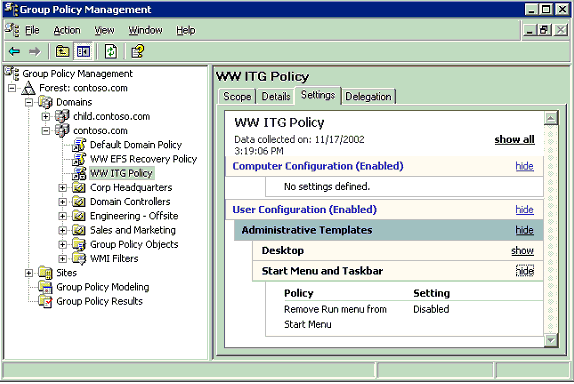 Group Policy Management
File Action View Window Help
Group Policy Management
Forest: contoso.com
Domains
child.contoso.com
contoso.com
Default Domain Policy
WW EFS Recovery Policy
WW ITG Policy
Corp Headquarters
Domain Controllers
Engineering - Offsite
Sales and Marketing
Group Policy Objects
WMI Filters
Sites
Group Policy Modeling
Group Policy Results
WW ITG Policy
Scope Details Settings Delegation
WW ITG Policy
Data collected on: 11/17/2002 show all
3:19:06 PM
Computer Configuration (Enabled) hide
No settings defined.
User Configuration (Enabled) hide
Administrative Templates hide
Desktop show
Start Menu and Taskbar hide
Policy Setting
Remove Run menu from Disabled
Start Menu